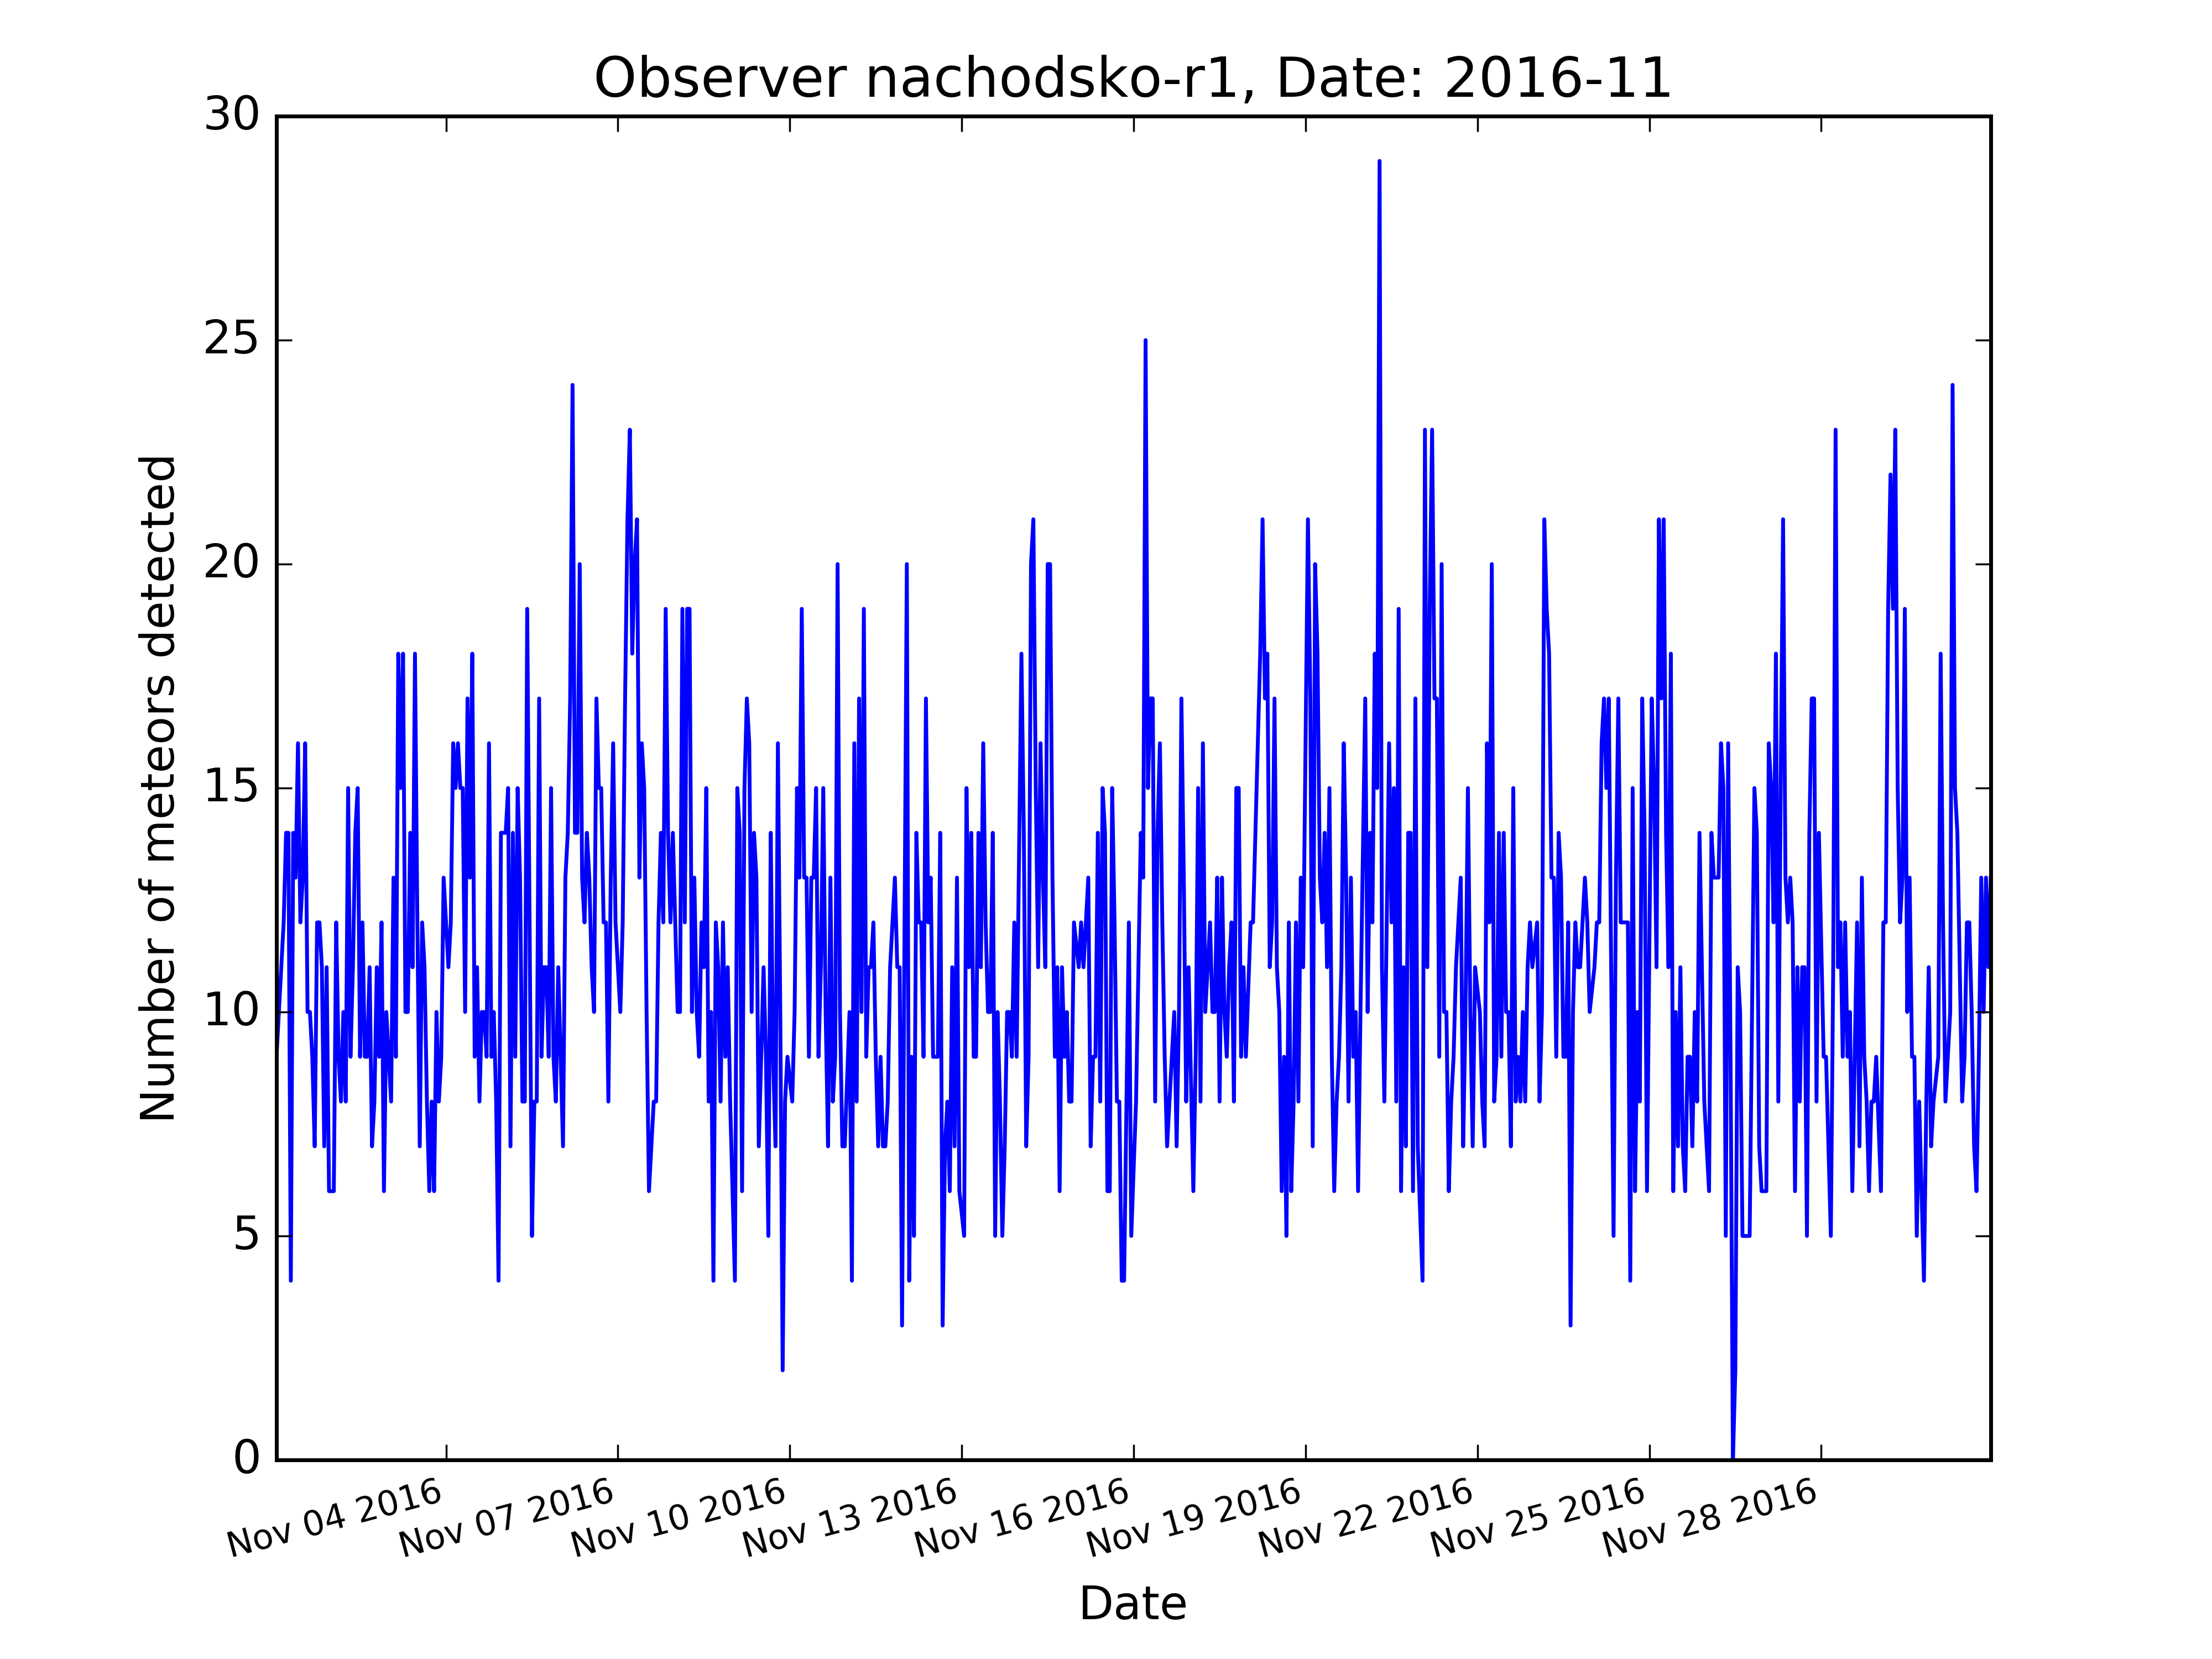 Observer nachodsko-r1, Date: 2016-11
Number of meteors detected
30
25
20
15
10
5
0
Nov 04 2016
Nov 07 2016
Nov 10 2016
Nov 13 2016
Nov 16 2016
Nov 19 2016
Nov 22 2016
Nov 25 2016
Nov 28 2016
Date